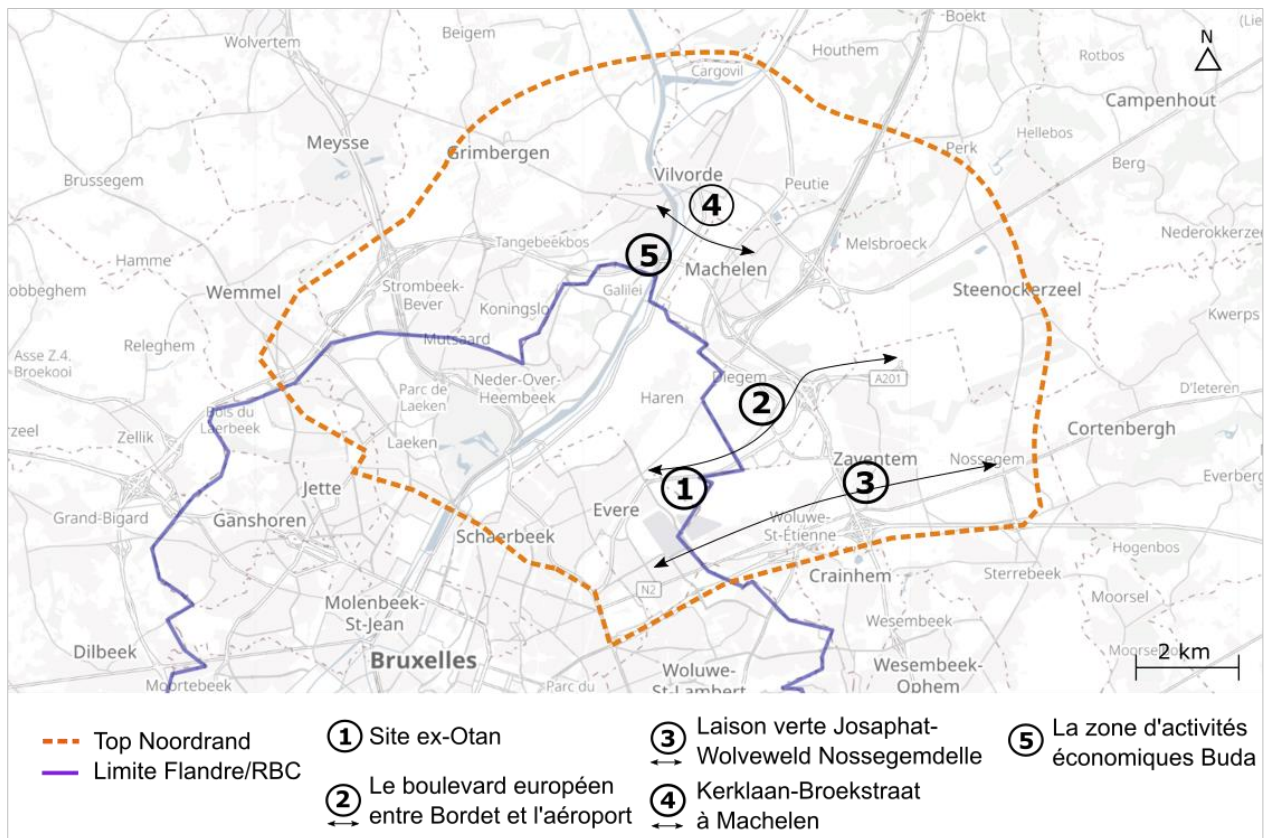 Boekt
(Lie
Wolvertem
Beigem
Houthem
N
Rotbos
Cargovil
Campenhout
Meysse
Hellebos
Grimbergen
Perk
Berg
Brussegem
Vilvorde
Peutie
4
Tangebeekbos
Melsbroeck
Nederokkerzeel
Hamme
5
Machelen
obbeghem
Wemmel
Strombeek-
Bever
Koningslo
Galilei
Steenockerzeel
Kwerps
Releghem
Mutsaard
Asse Z.4.
Broekooi
Diegem
A201
Parc de
Laeken
Neder-Over-
Heembeek
Haren
2
D'Ieteren
Bois du
Laerbeek
zeel
Zellik
Laeken
Cortenbergh
Zaventem
Nossegem
Jette
1
3
Everberg
Grand-Bigard
Ganshoren
Evere
Schaerbeek
Woluwe-
St-Étienne
Hogenbos
Crainhem
Sterrebeek
N2
Molenbeek-
St-Jean
Moorsel
Wesembeek
Dilbeek
Bruxelles
2 km
Moortebeek
Parc du
Woluwe-
St-Lambert
Wesembeek-
Ophem
Top Noordrand
Limite Flandre/RBC
1 Site ex-Otan
2 Le boulevard européen
entre Bordet et l'aéroport
3 Laison verte Josaphat-
Wolveweld Nossegemdelle
4 Kerklaan-Broekstraat
à Machelen
5 La zone d'activités
économiques Buda